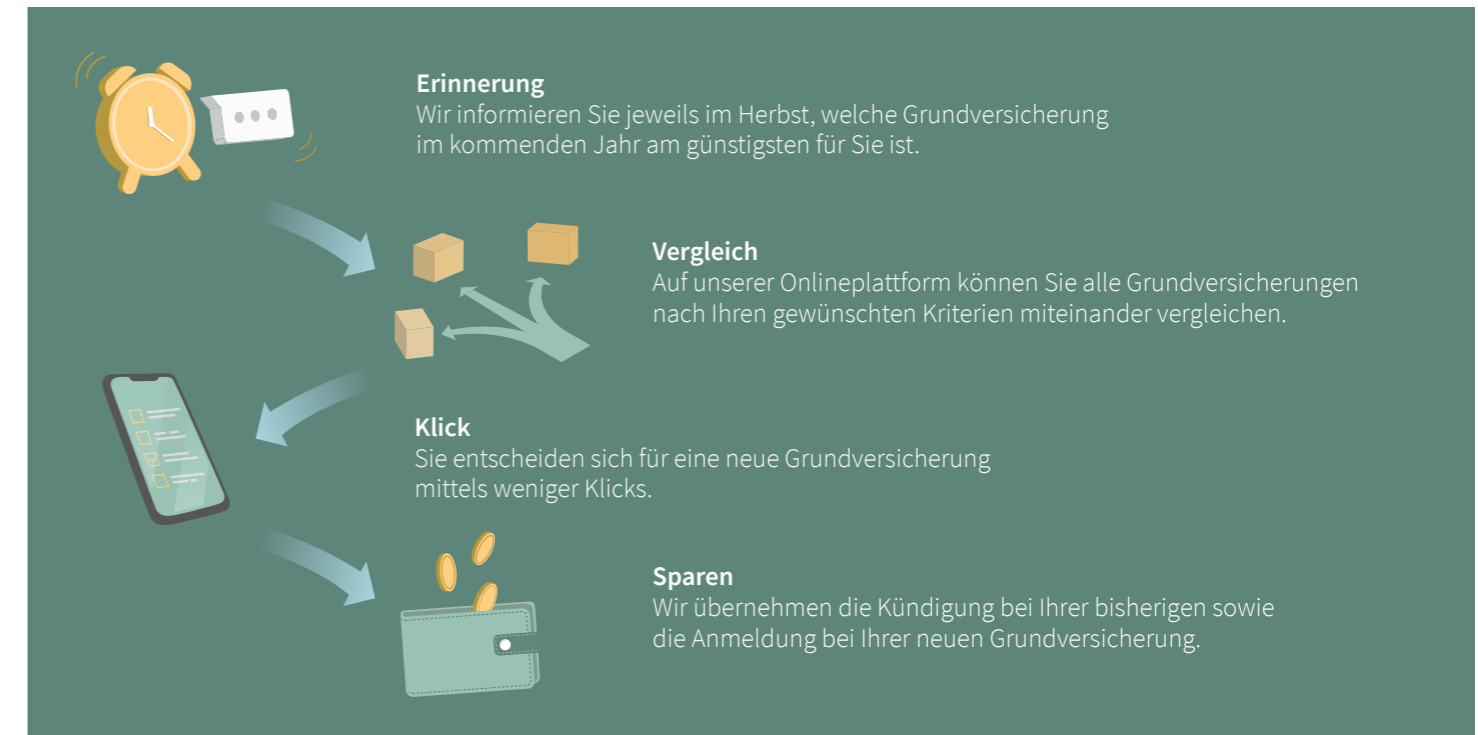 Erinnerung
Wir informieren Sie jeweils im Herbst, welche Grundversicherung
im kommenden Jahr am günstigsten für Sie ist.
Vergleich
Auf unserer Onlineplattform können Sie alle Grundversicherungen
nach Ihren gewünschten Kriterien miteinander vergleichen.
Klick
Sie entscheiden sich für eine neue Grundversicherung
mittels weniger Klicks.
Sparen
Wir übernehmen die Kündigung bei Ihrer bisherigen sowie
die Anmeldung bei Ihrer neuen Grundversicherung.